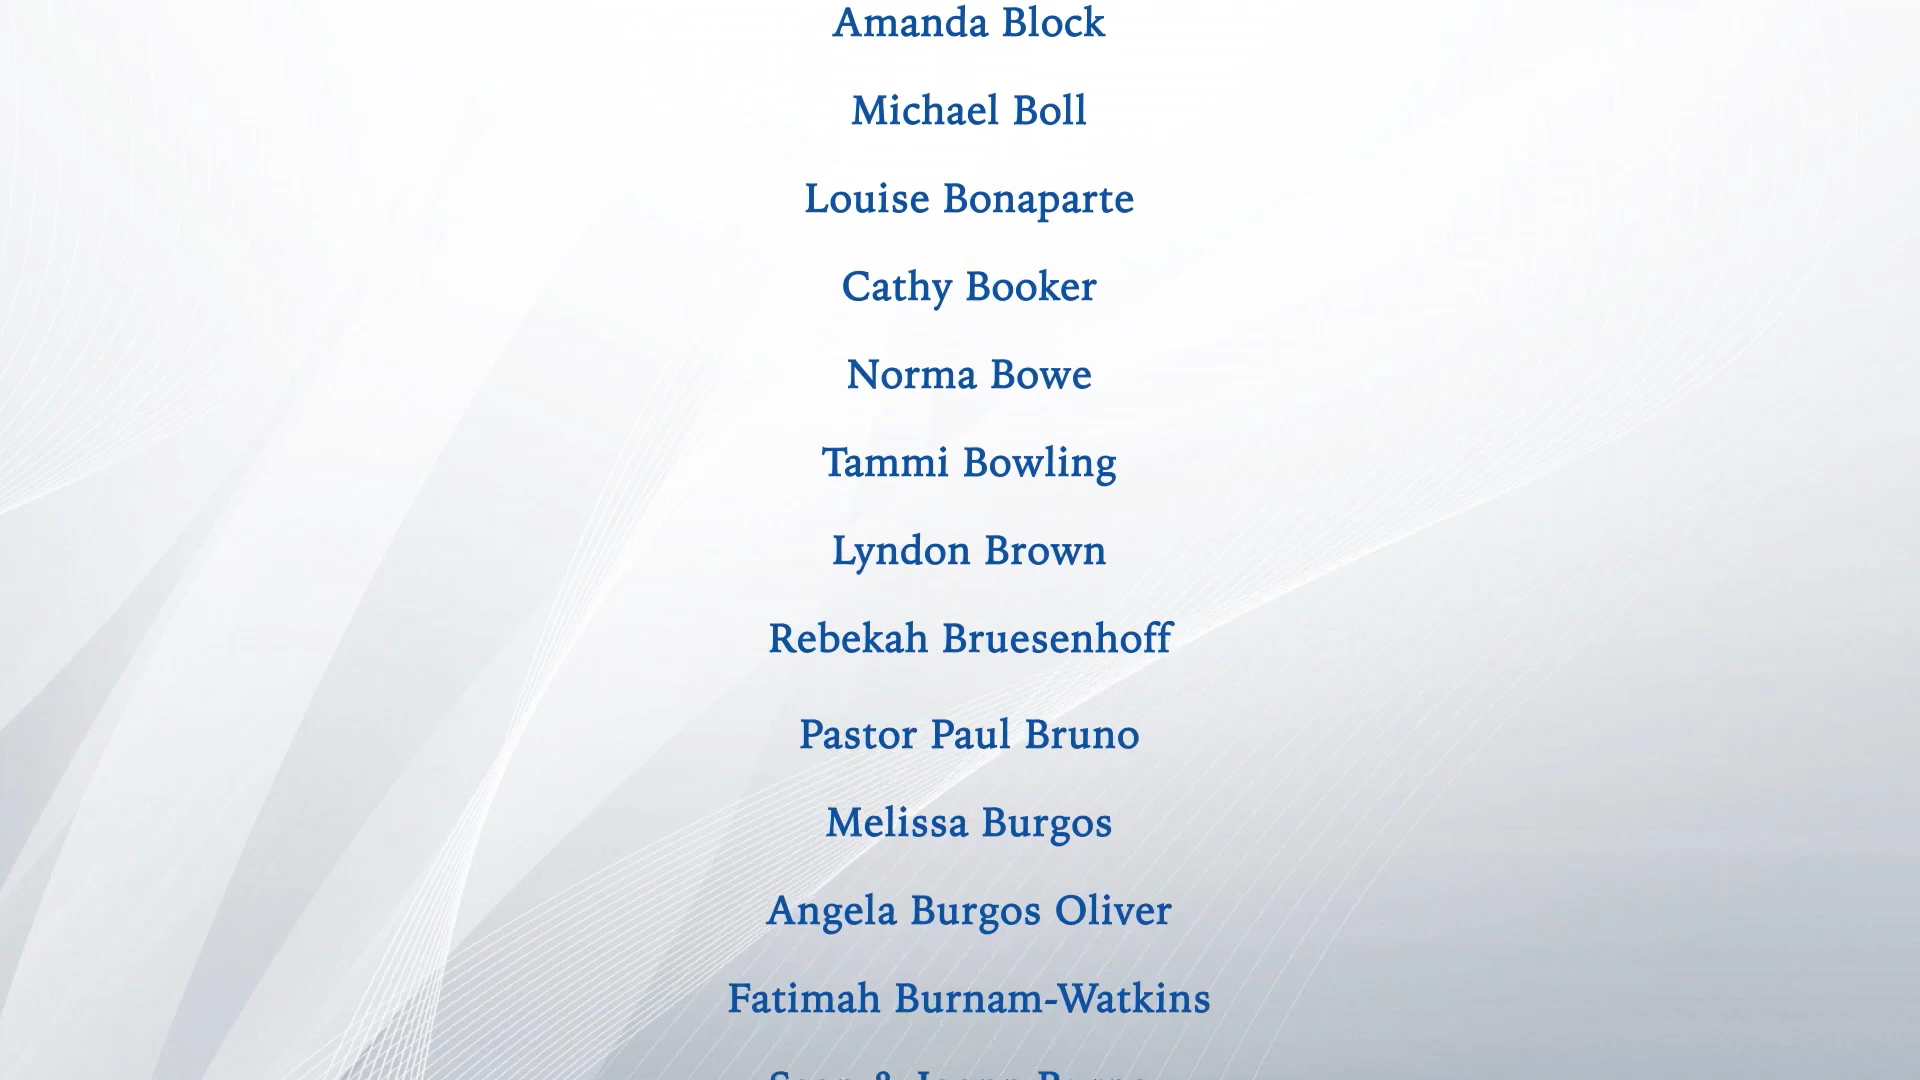 Amanda Block
Michael Boll
Louise Bonaparte
Cathy Booker
Norma Bowe
Tammi Bowling
Lyndon Brown
Rebekah Bruesenhoff
Pastor Paul Bruno
Melissa Burgos
Angela Burgos Oliver
Fatimah Burnam-Watkins